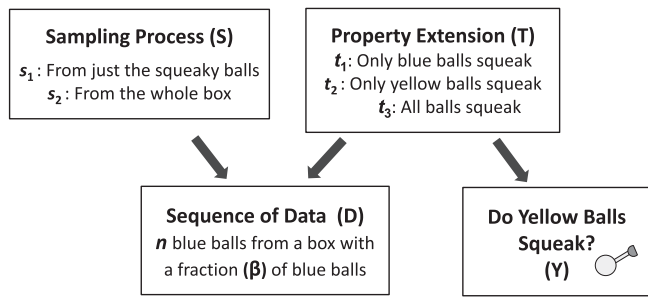 Sampling Process (S)
s₁ : From just the squeaky balls
s₂ : From the whole box
Property Extension (T)
t₁: Only blue balls squeak
t₂: Only yellow balls squeak
t₃: All balls squeak
Sequence of Data (D)
n blue balls from a box with
a fraction (β) of blue balls
Do Yellow Balls
Squeak?
(Y)